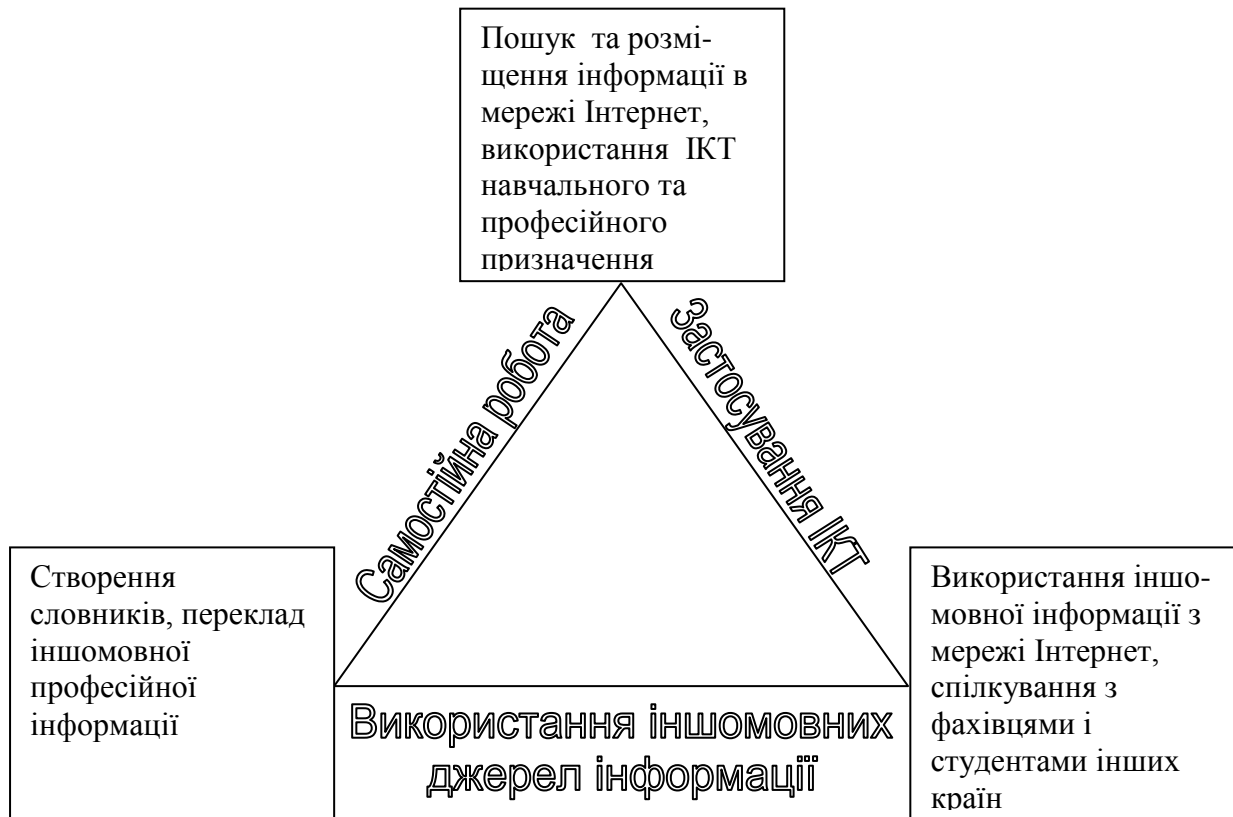 Пошук та розмі-
щення інформації в
мережі Інтернет,
використання ІКТ
навчального та
професійного
призначення
Самостійна робота
Застосування ІКТ
Створення
словників, переклад
іншомовної
професійної
інформації
Використання іншомовних
джерел інформації
Використання іншо-
мовної інформації з
мережі Інтернет,
спілкування з
фахівцями і
студентами інших
країн